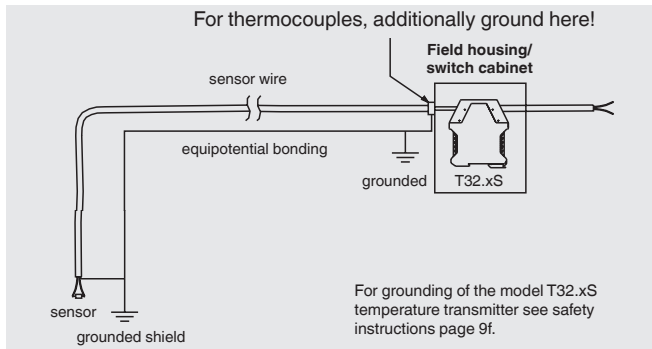 For thermocouples, additionally ground here!
Field housing/
switch cabinet
sensor wire
equipotential bonding
grounded
T32.xS
sensor
grounded shield
For grounding of the model T32.xS
temperature transmitter see safety
instructions page 9f.